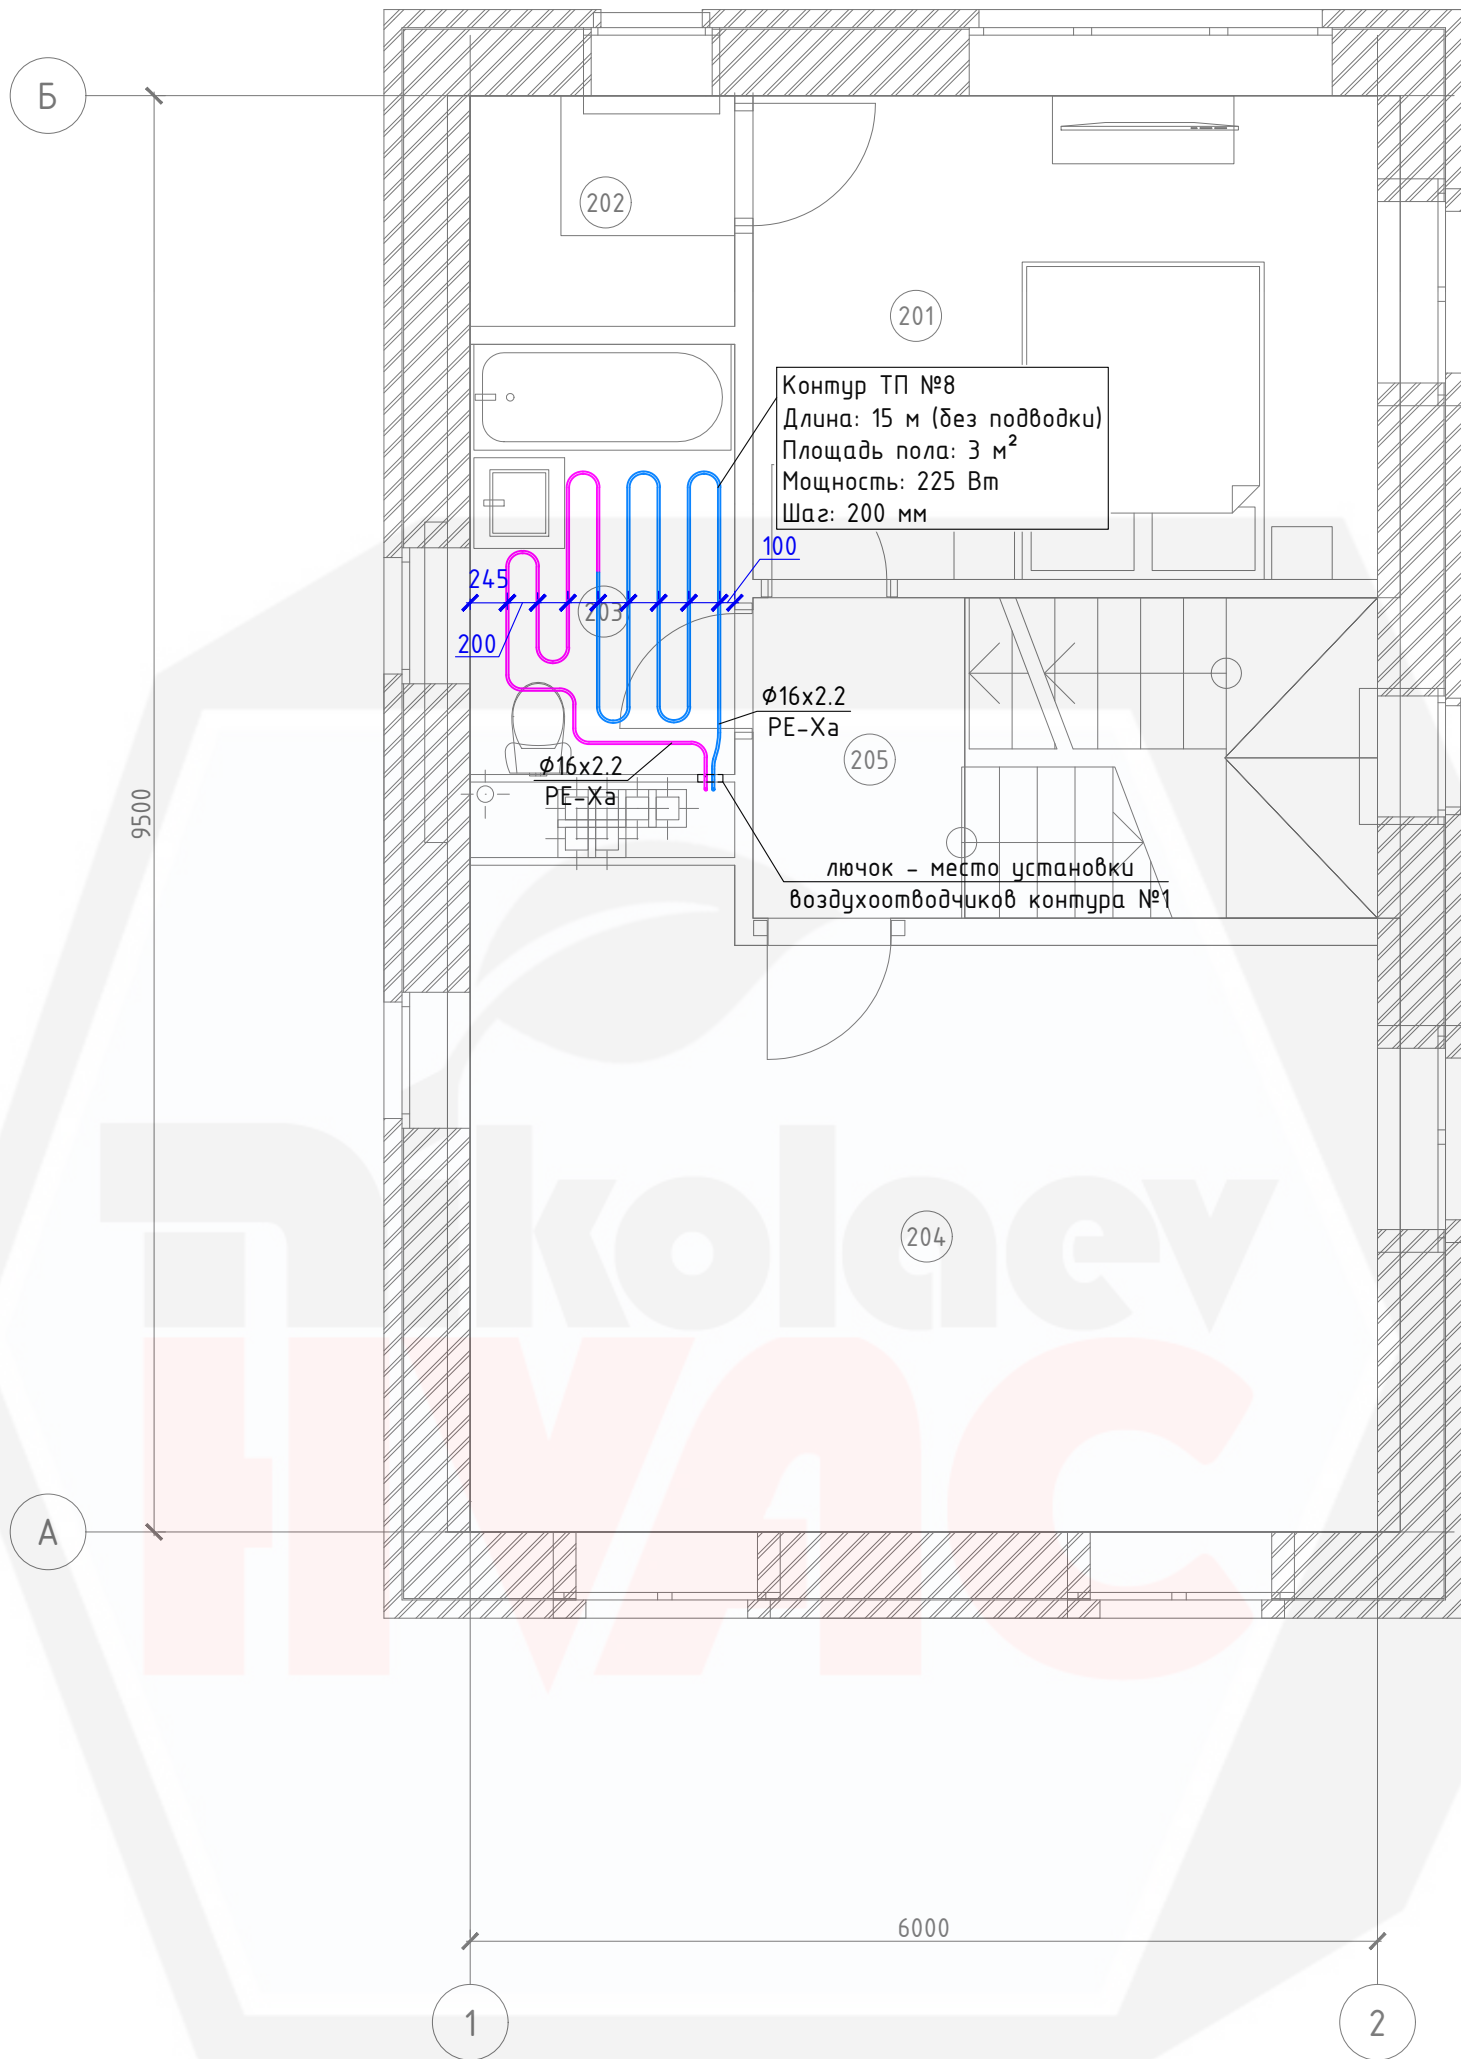 Б
202
201
Контур ТП №8
Длина: 15 м (без подводки)
Площадь пола: 3 м²
Мощность: 225 Вт
Шаг: 200 мм
100
245
203
200
Ф16х2.2
PE-Xa
205
Ф16х2.2
PE-Xa
9500
лючок - место установки
воздухоотводчиков контура №1
Nikolaev
204
HVAC
А
6000
1
2